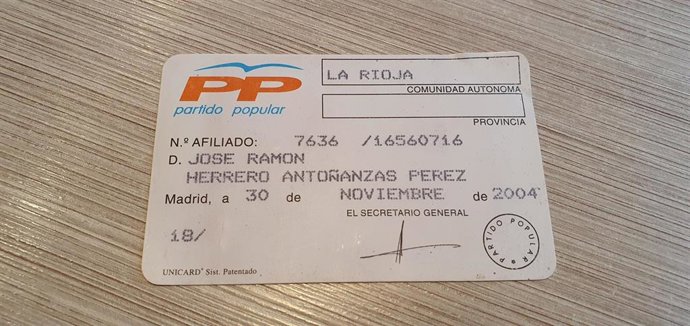 PP
partido popular
LA RIOJA
COMUNIDAD AUTONOMA
PROVINCIA
N.º AFILIADO: 7636 /16560716
D. JOSE RAMON
HERRERO ANTOÑANZAS PEREZ
Madrid, a 30 de NOVIEMBRE de 2004
EL SECRETARIO GENERAL
18/
PARTIDO POPULAR
UNICARD® Sist. Patentado